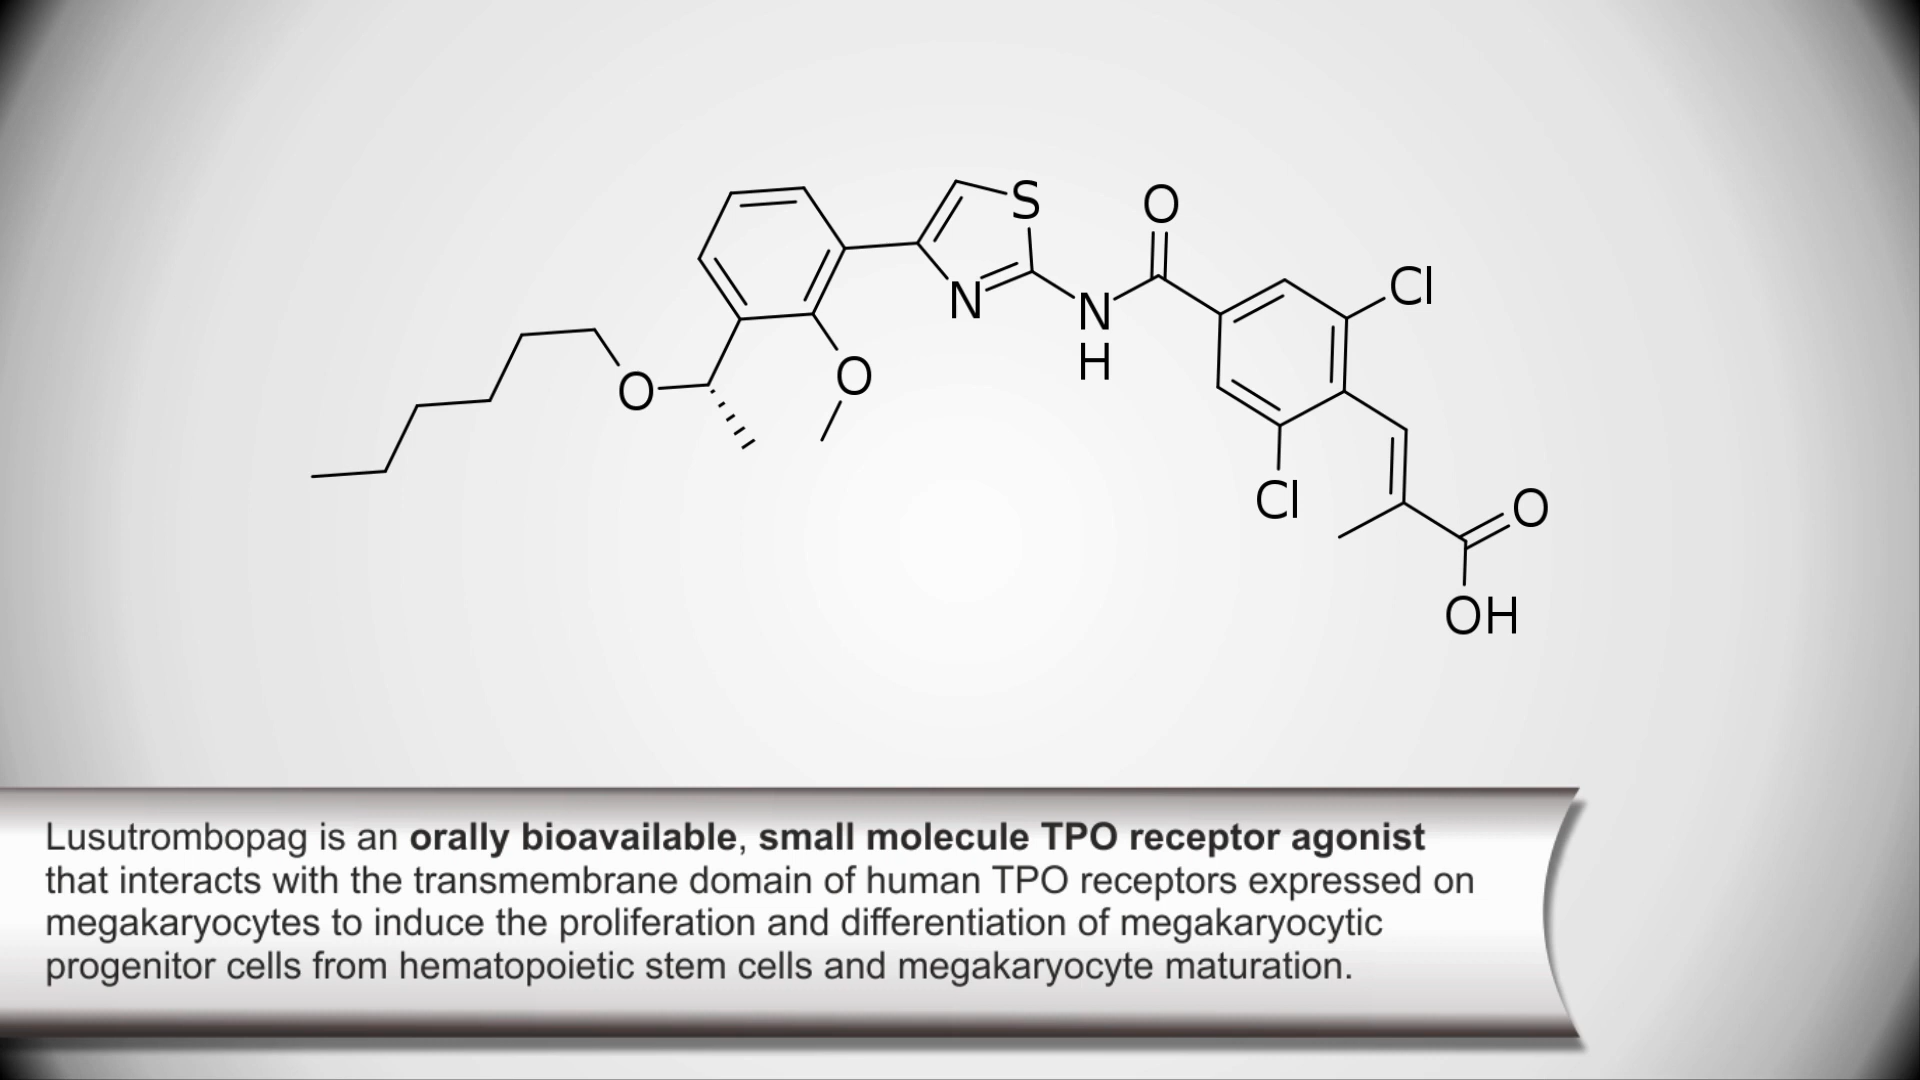 S
O
N
N
H
Cl
O
O
Cl
O
OH
Lusutrombopag is an orally bioavailable, small molecule TPO receptor agonist
that interacts with the transmembrane domain of human TPO receptors expressed on
megakaryocytes to induce the proliferation and differentiation of megakaryocytic
progenitor cells from hematopoietic stem cells and megakaryocyte maturation.